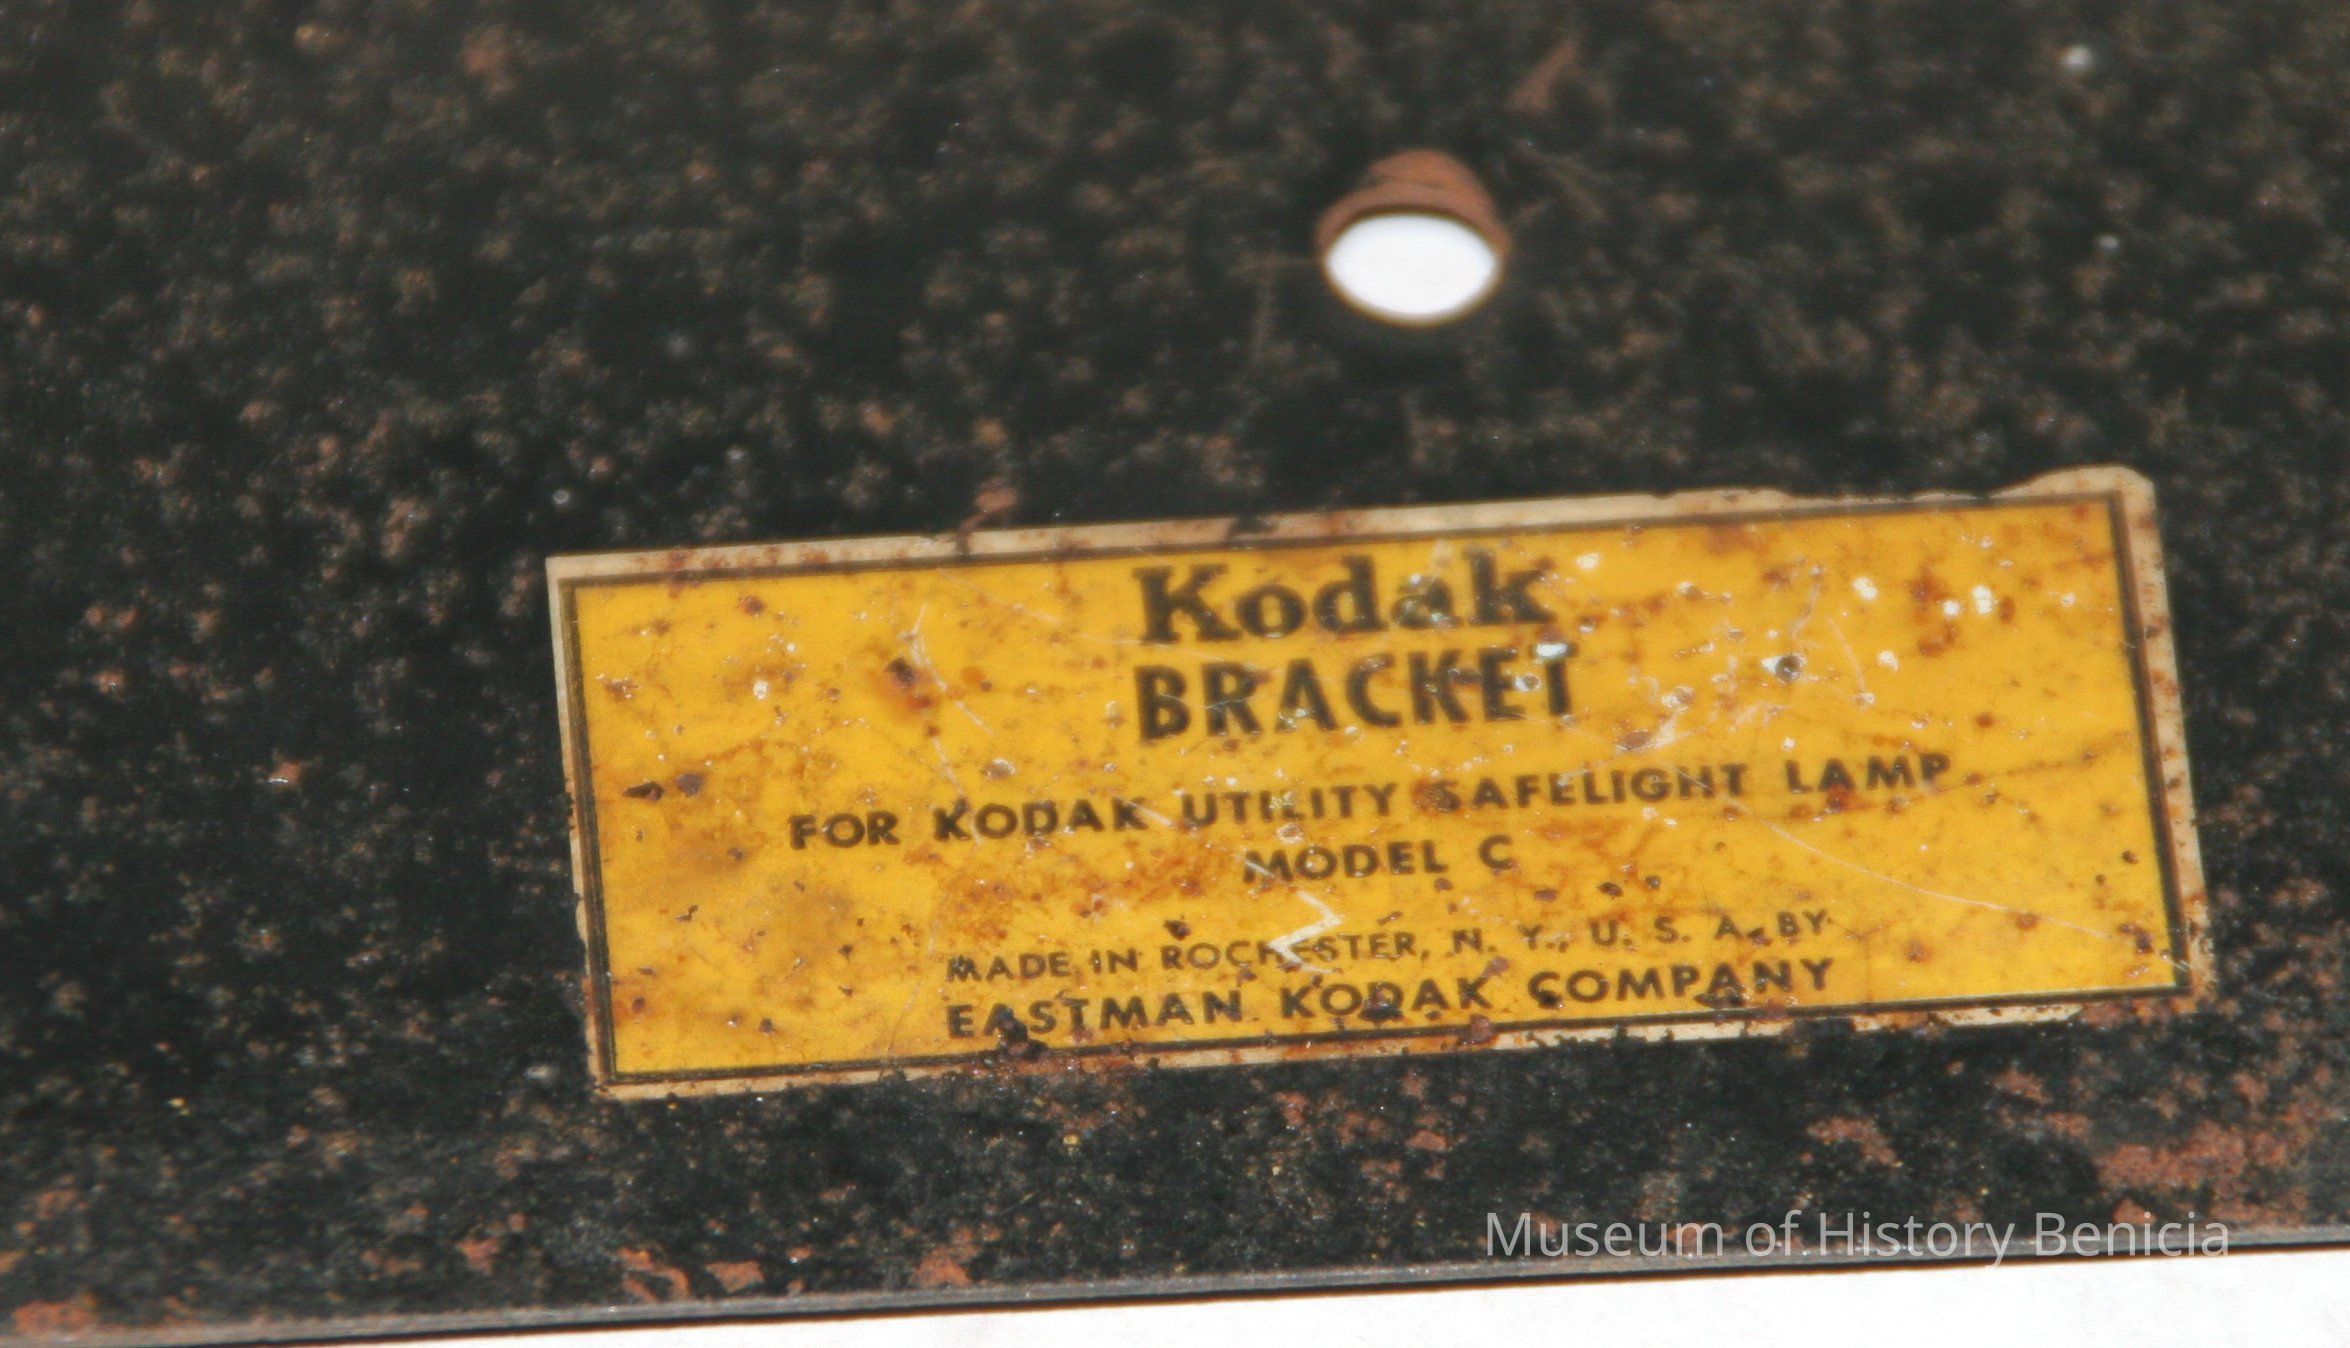 Kodak
BRACKET
FOR KODAK UTILITY SAFELIGHT LAMP
MODEL C
MADE IN ROCHESTER, N. Y., U. S. A. BY
EASTMAN KODAK COMPANY
Museum of History Benicia